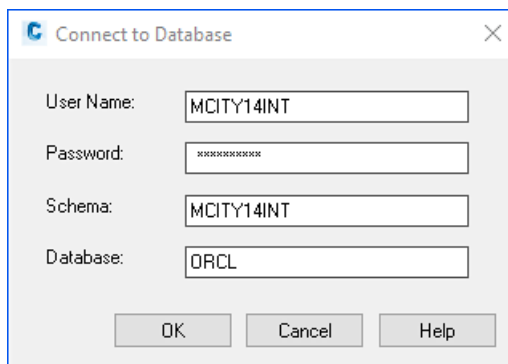 C Connect to Database
User Name: MCITY14INT
Password: **********
Schema: MCITY14INT
Database: ORCL
OK Cancel Help